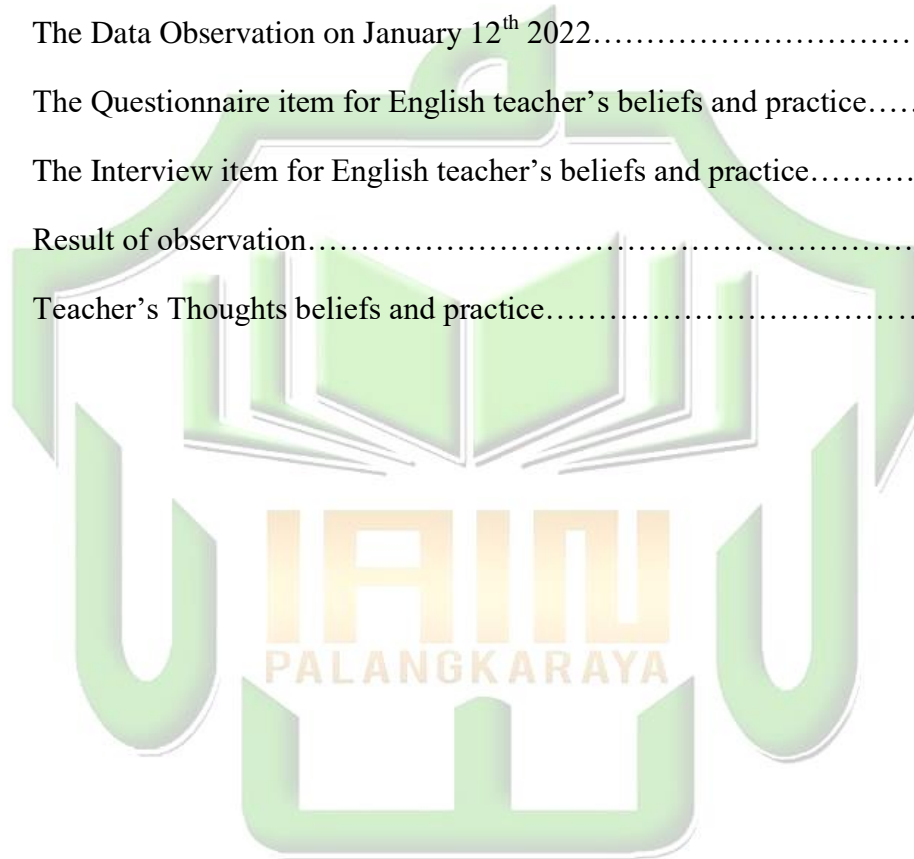 The Data Observation on January 12th 2022……………………………
The Questionnaire item for English teacher’s beliefs and practice……
The Interview item for English teacher’s beliefs and practice…………
Result of observation………………………………………………………
Teacher’s Thoughts beliefs and practice…………………………………
IAIN
PALANGKARAYA